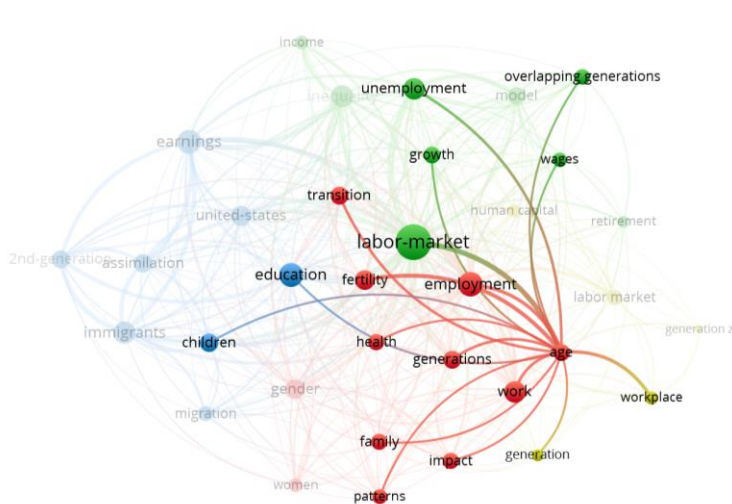 income
overlapping generations
unemployment
inequality
model
earnings
growth
wages
transition
human capital
united-states
retirement
labor-market
2nd-generation
assimilation
education
fertility
employment
labor market
immigrants
children
health
generation z
age
generations
gender
work
workplace
migration
family
generation
impact
women
patterns